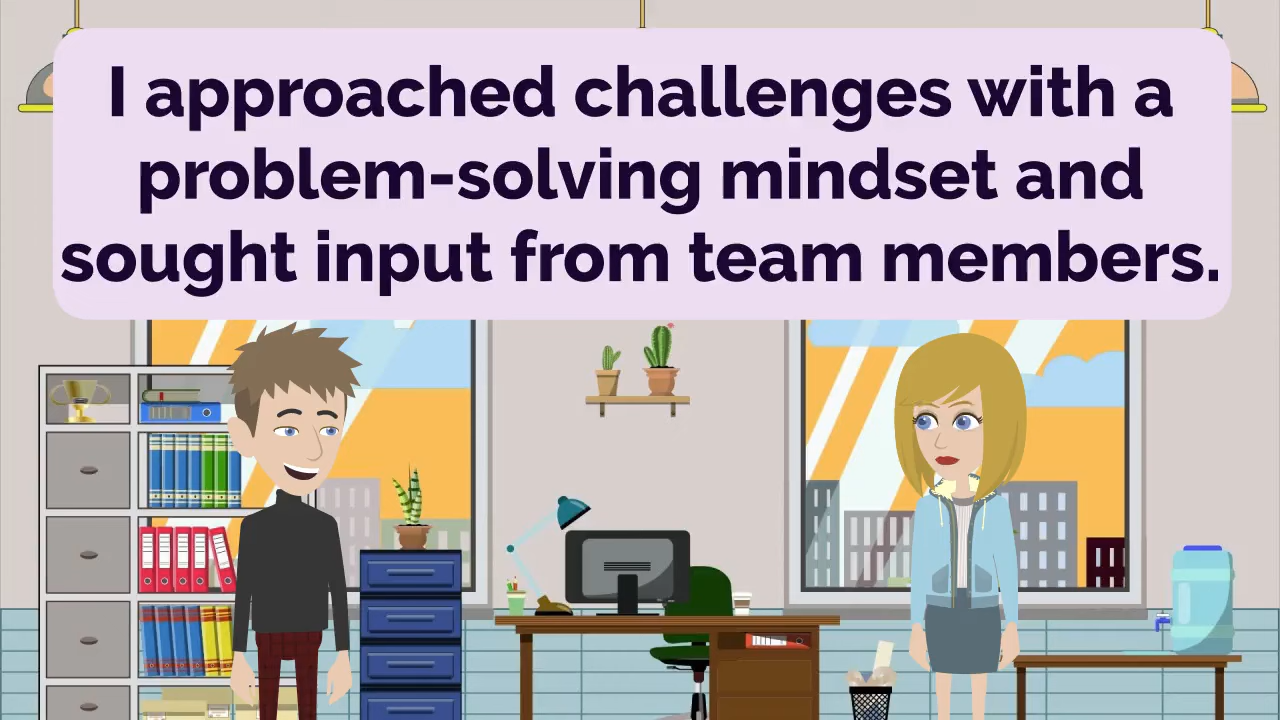 I approached challenges with a
problem-solving mindset and
sought input from team members.